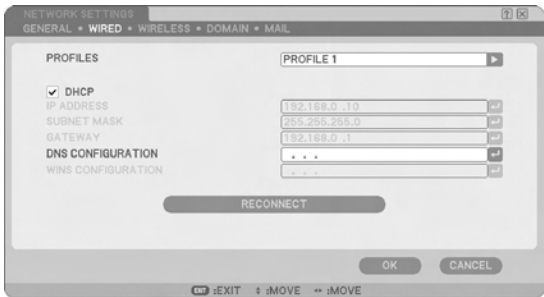 NETWORK SETTINGS
GENERAL • WIRED • WIRELESS • DOMAIN • MAIL
PROFILES PROFILE 1
DHCP
IP ADDRESS 192.168.0 .10
SUBNET MASK 255.255.255.0
GATEWAY 192.168.0 .1
DNS CONFIGURATION . . .
WINS CONFIGURATION . . .
RECONNECT
OK CANCEL
EXIT :EXIT ↕ :MOVE ↔ :MOVE